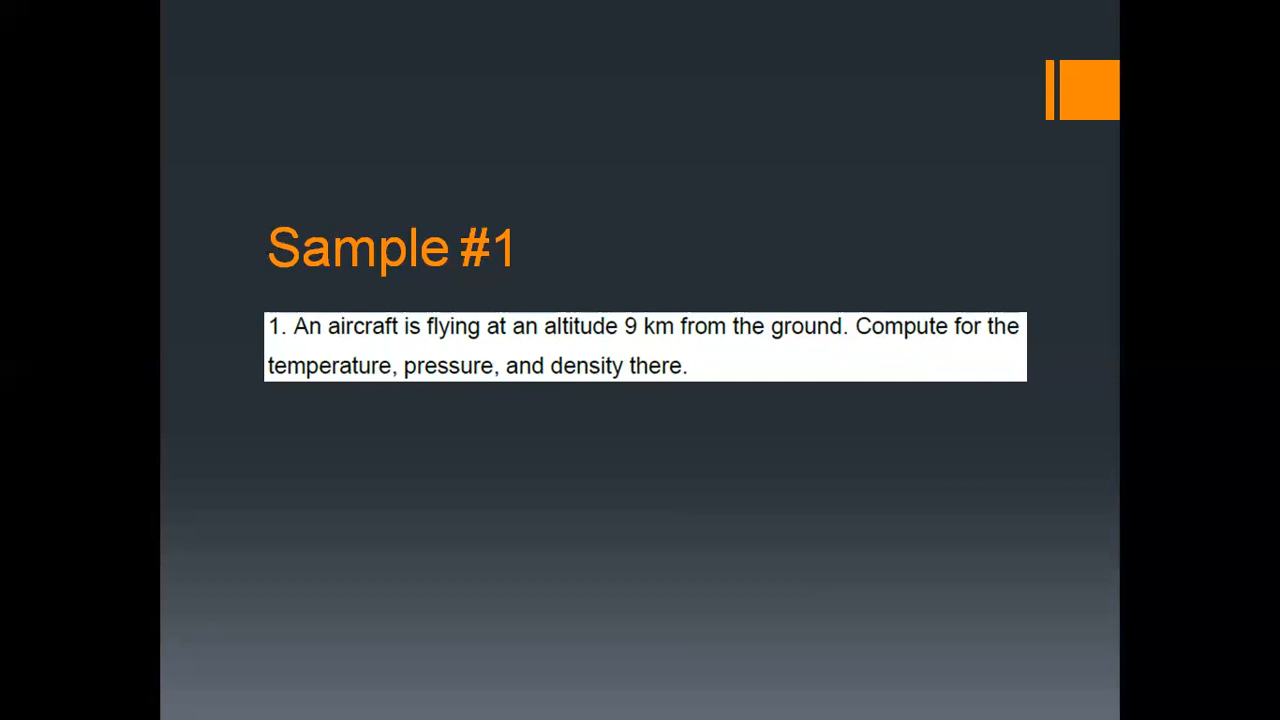 Sample #1
1. An aircraft is flying at an altitude 9 km from the ground. Compute for the
temperature, pressure, and density there.